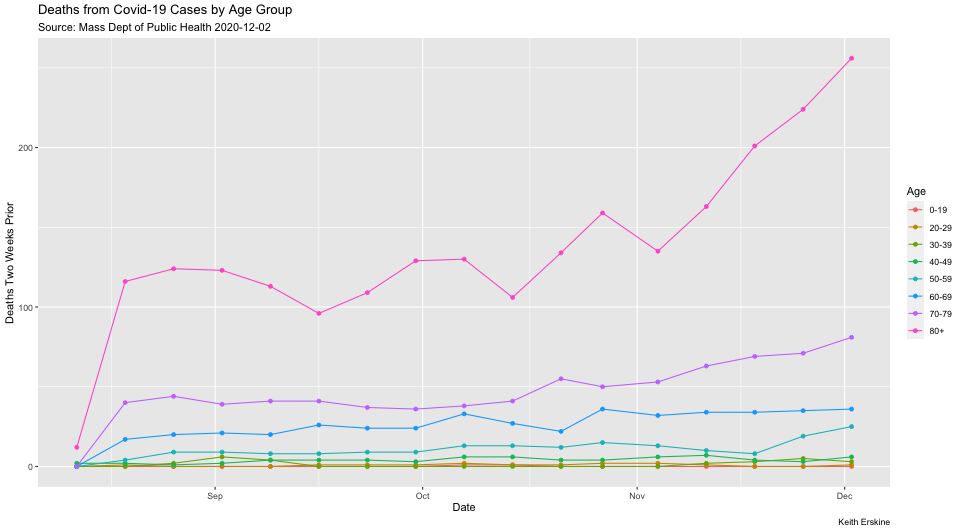 Deaths from Covid-19 Cases by Age Group
Source: Mass Dept of Public Health 2020-12-02
Deaths Two Weeks Prior
200
100
0
Sep
Oct
Nov
Dec
Date
Age
0-19
20-29
30-39
40-49
50-59
60-69
70-79
80+
Keith Erskine